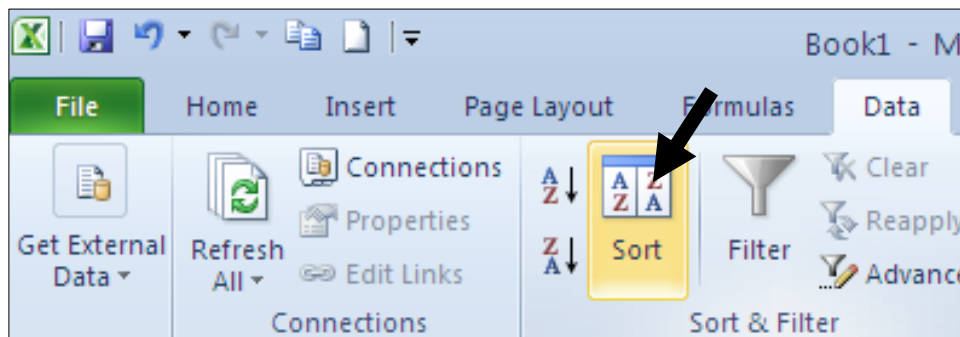 Book1 - M
File Home Insert Page Layout Formulas Data
Get External Data
Refresh All
Connections
Properties
Edit Links
Connections
A Z
Z A
A Z Z A
Sort
Filter
Clear
Reapply
Advance
Sort & Filter